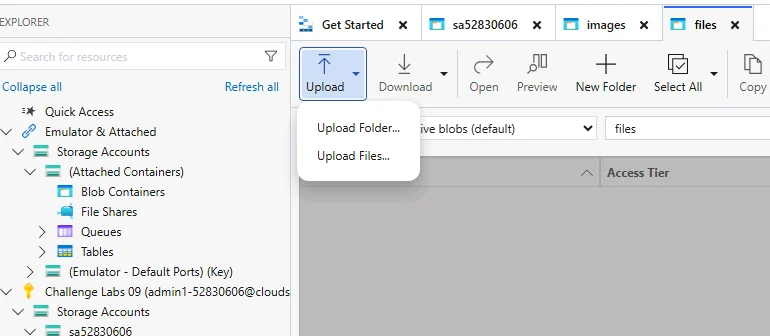 EXPLORER
Get Started
sa52830606
images
files
Search for resources
Collapse all
Refresh all
Upload
Download
Open
Preview
New Folder
Select All
Copy
Quick Access
Emulator & Attached
Upload Folder...
ive blobs (default)
files
Storage Accounts
Upload Files...
(Attached Containers)
Access Tier
Blob Containers
File Shares
Queues
Tables
(Emulator - Default Ports) (Key)
Challenge Labs 09 (admin1-52830606@clouds
Storage Accounts
sa52830606